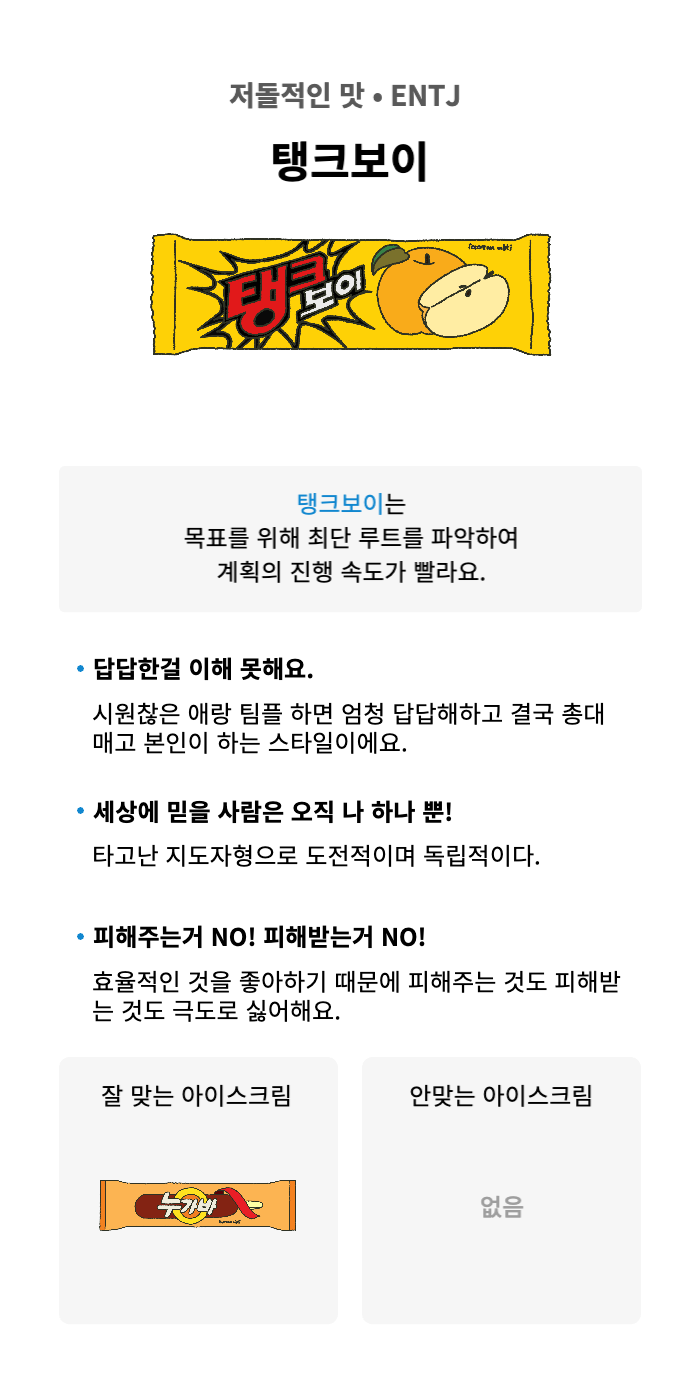 저돌적인 맛 • ENTJ
탱크보이
탱크
보이
탱크보이는
목표를 위해 최단 루트를 파악하여
계획의 진행 속도가 빨라요.
• 답답한걸 이해 못해요.
시원찮은 애랑 팀플 하면 엄청 답답해하고 결국 총대
매고 본인이 하는 스타일이에요.
• 세상에 믿을 사람은 오직 나 하나 뿐!
타고난 지도자형으로 도전적이며 독립적이다.
• 피해주는거 NO! 피해받는거 NO!
효율적인 것을 좋아하기 때문에 피해주는 것도 피해받
는 것도 극도로 싫어해요.
잘 맞는 아이스크림
누가바
안맞는 아이스크림
없음